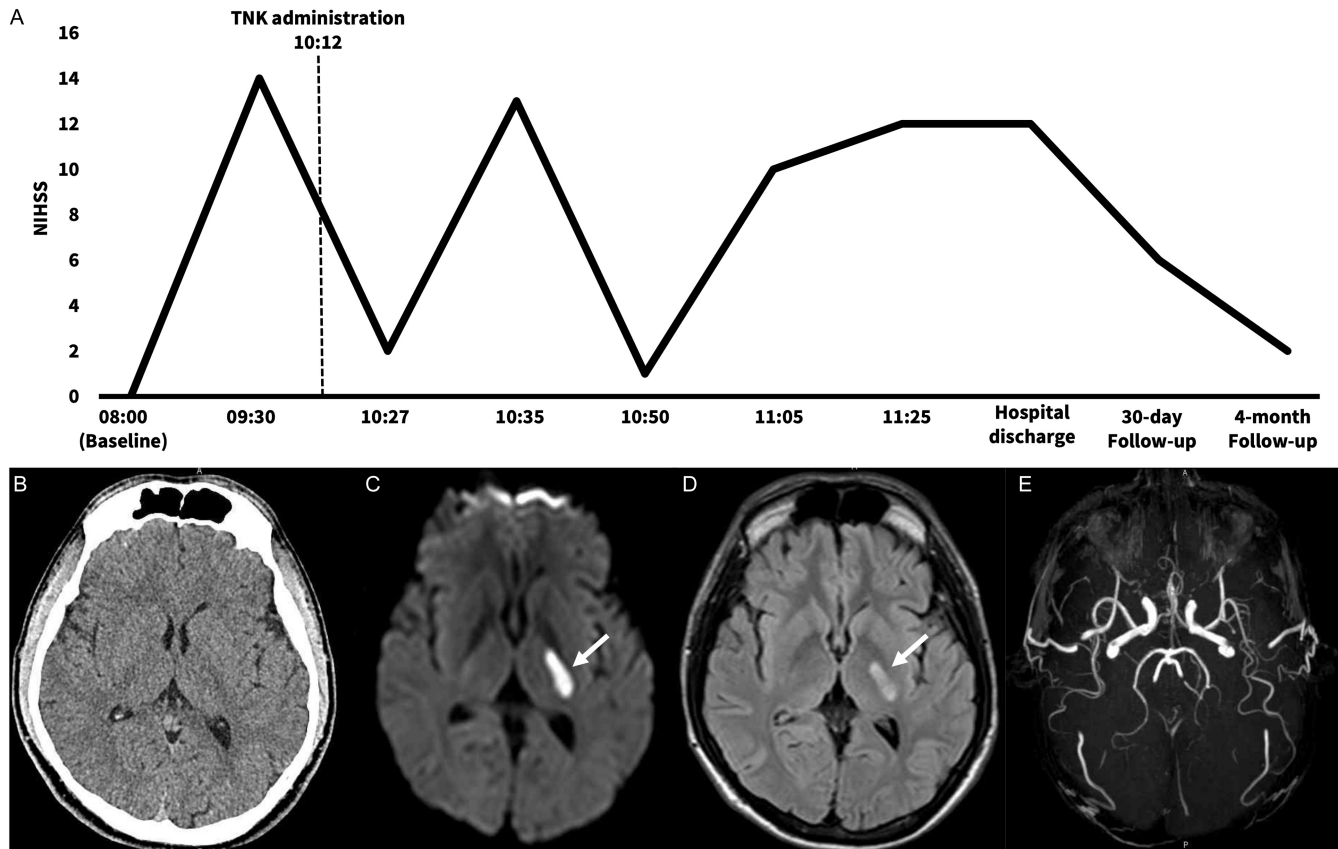 A
TNK administration
10:12
16
14
12
10
8
6
4
2
0
NIHSS
08:00
(Baseline)
09:30
10:27
10:35
10:50
11:05
11:25
Hospital
discharge
30-day
Follow-up
4-month
Follow-up
B
A
C
D
E
A
P